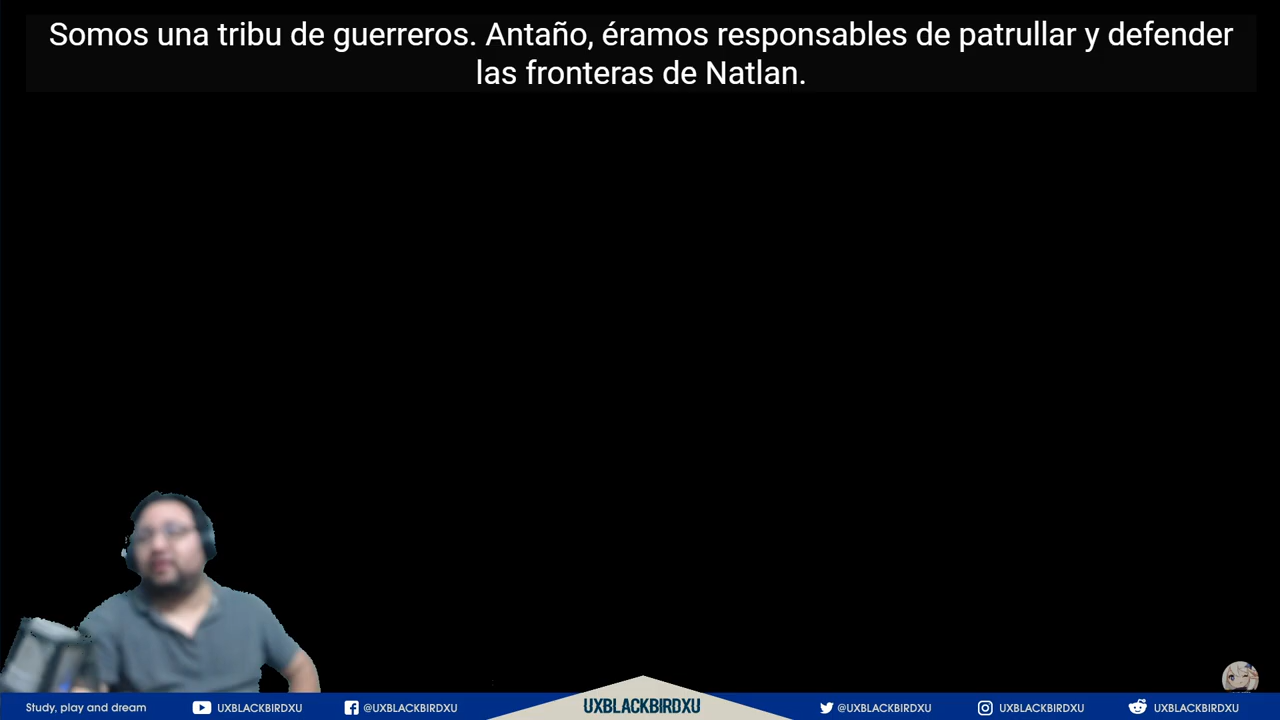 Somos una tribu de guerreros. Antaño, éramos responsables de patrullar y defender
las fronteras de Natlan.
Study, play and dream
UXBLACKBIRDXU
@UXBLACKBIRDXU
UXBLACKBIRDXU
@UXBLACKBIRDXU
UXBLACKBIRDXU
UXBLACKBIRDXU